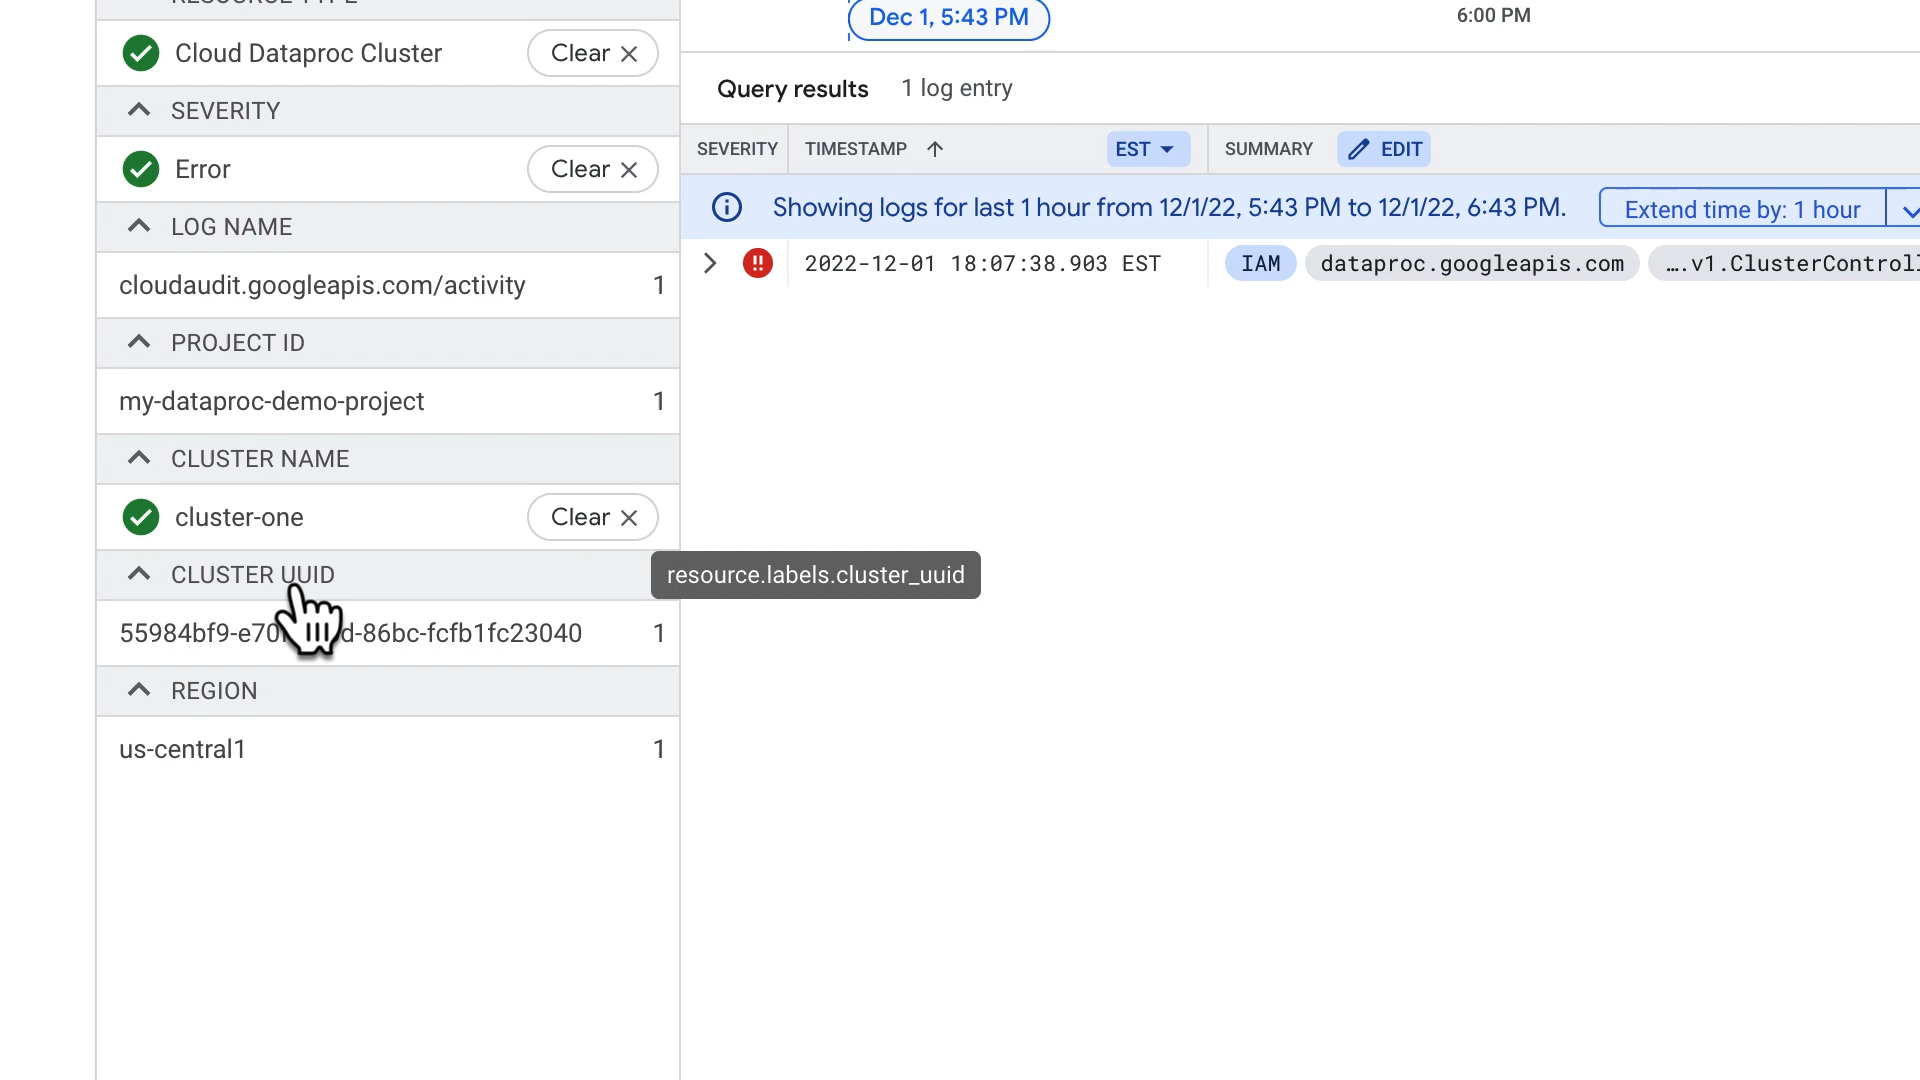 Cloud Dataproc Cluster
Clear
SEVERITY
Error
Clear
LOG NAME
cloudaudit.googleapis.com/activity 1
PROJECT ID
my-dataproc-demo-project 1
CLUSTER NAME
cluster-one
Clear
CLUSTER UUID
resource.labels.cluster_uuid
-86bc-fcfb1fc23040 1
REGION
us-central1 1
Dec 1, 5:43 PM
6:00 PM
Query results 1 log entry
SEVERITY TIMESTAMP EST SUMMARY EDIT
Showing logs for last 1 hour from 12/1/22, 5:43 PM to 12/1/22, 6:43 PM. Extend time by: 1 hour
2022-12-01 18:07:38.903 EST IAM dataproc.googleapis.com ….v1.ClusterControll